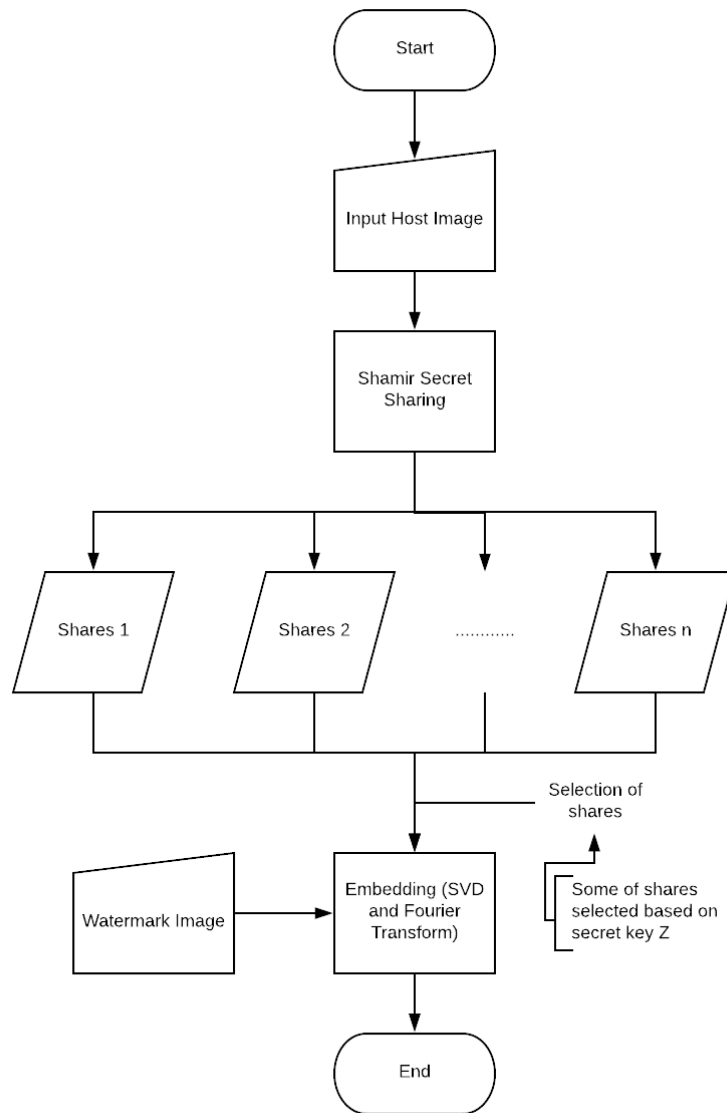 Start
Input Host Image
Shamir Secret
Sharing
Shares 1
Shares 2
............
Shares n
Selection of
shares
Watermark Image
Embedding (SVD
and Fourier
Transform)
Some of shares
selected based on
secret key Z
End